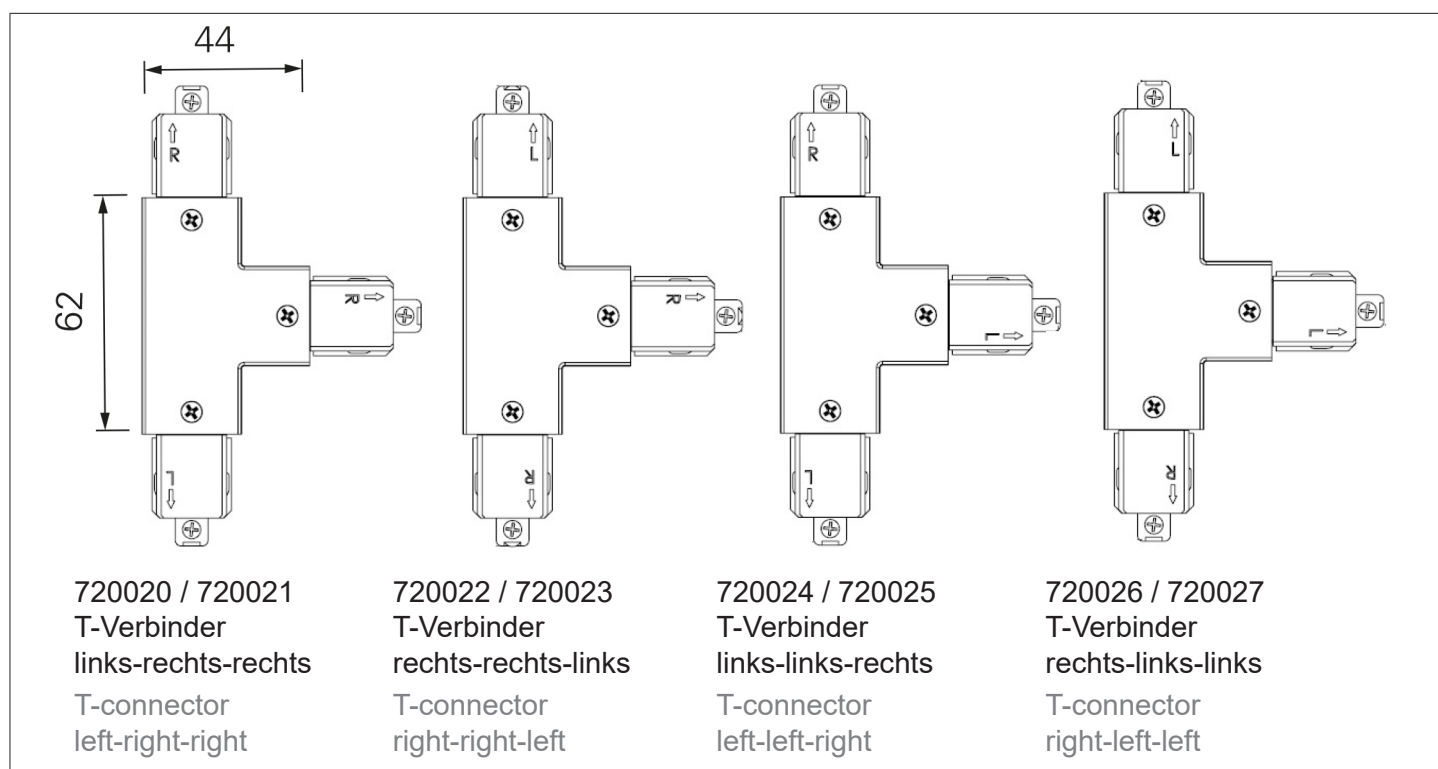 44
R
L
R
L
62
R
R
L
L
L
R
L
R
720020 / 720021
T-Verbinder
links-rechts-rechts
T-connector
left-right-right
720022 / 720023
T-Verbinder
rechts-rechts-links
T-connector
right-right-left
720024 / 720025
T-Verbinder
links-links-rechts
T-connector
left-left-right
720026 / 720027
T-Verbinder
rechts-links-links
T-connector
right-left-left